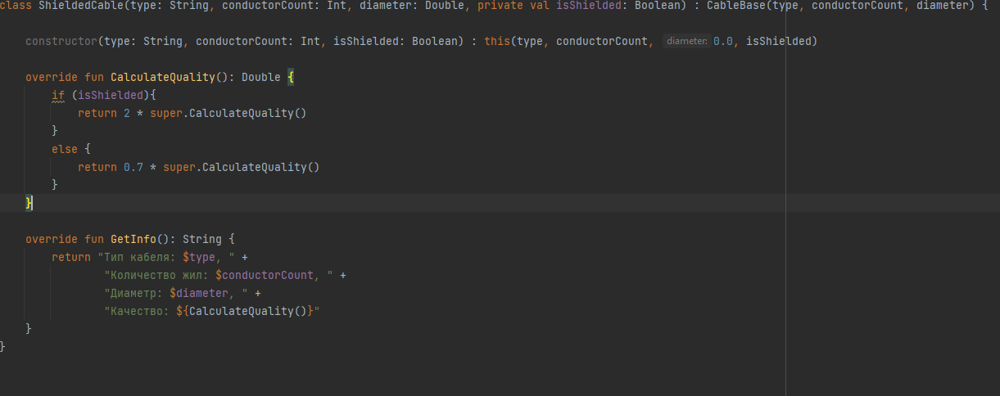 class ShieldedCable(type: String, conductorCount: Int, diameter: Double, private val isShielded: Boolean) : CableBase(type, conductorCount, diameter) {
constructor(type: String, conductorCount: Int, isShielded: Boolean) : this(type, conductorCount, diameter: 0.0, isShielded)
override fun CalculateQuality(): Double {
if (isShielded){
return 2 * super.CalculateQuality()
}
else {
return 0.7 * super.CalculateQuality()
}
}
override fun GetInfo(): String {
return "Тип кабеля: $type, " +
"Количество жил: $conductorCount, " +
"Диаметр: $diameter, " +
"Качество: ${CalculateQuality()}"
}
}